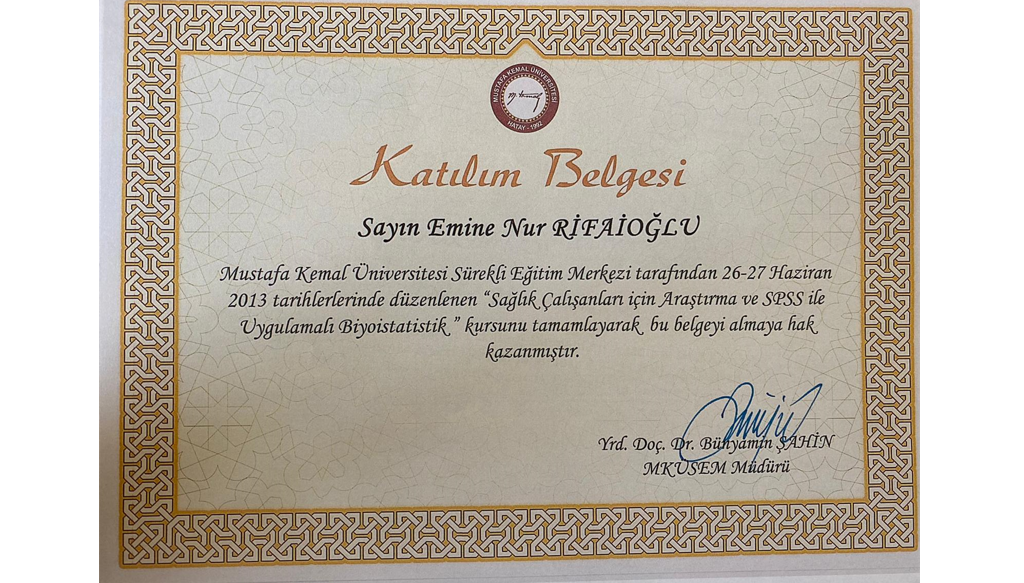 MUSTAFA KEMAL ÜNİVERSİTESİ
HATAY - 1992
Katılım Belgesi
Sayın Emine Nur RİFAİOĞLU
Mustafa Kemal Üniversitesi Sürekli Eğitim Merkezi tarafından 26-27 Haziran
2013 tarihlerlerinde düzenlenen “Sağlık Çalışanları için Araştırma ve SPSS ile
Uygulamalı Biyoistatistik ” kursunu tamamlayarak bu belgeyi almaya hak
kazanmıştır.
Yrd. Doç. Dr. Bünyamin ŞAHİN
MKÜSEM Müdürü